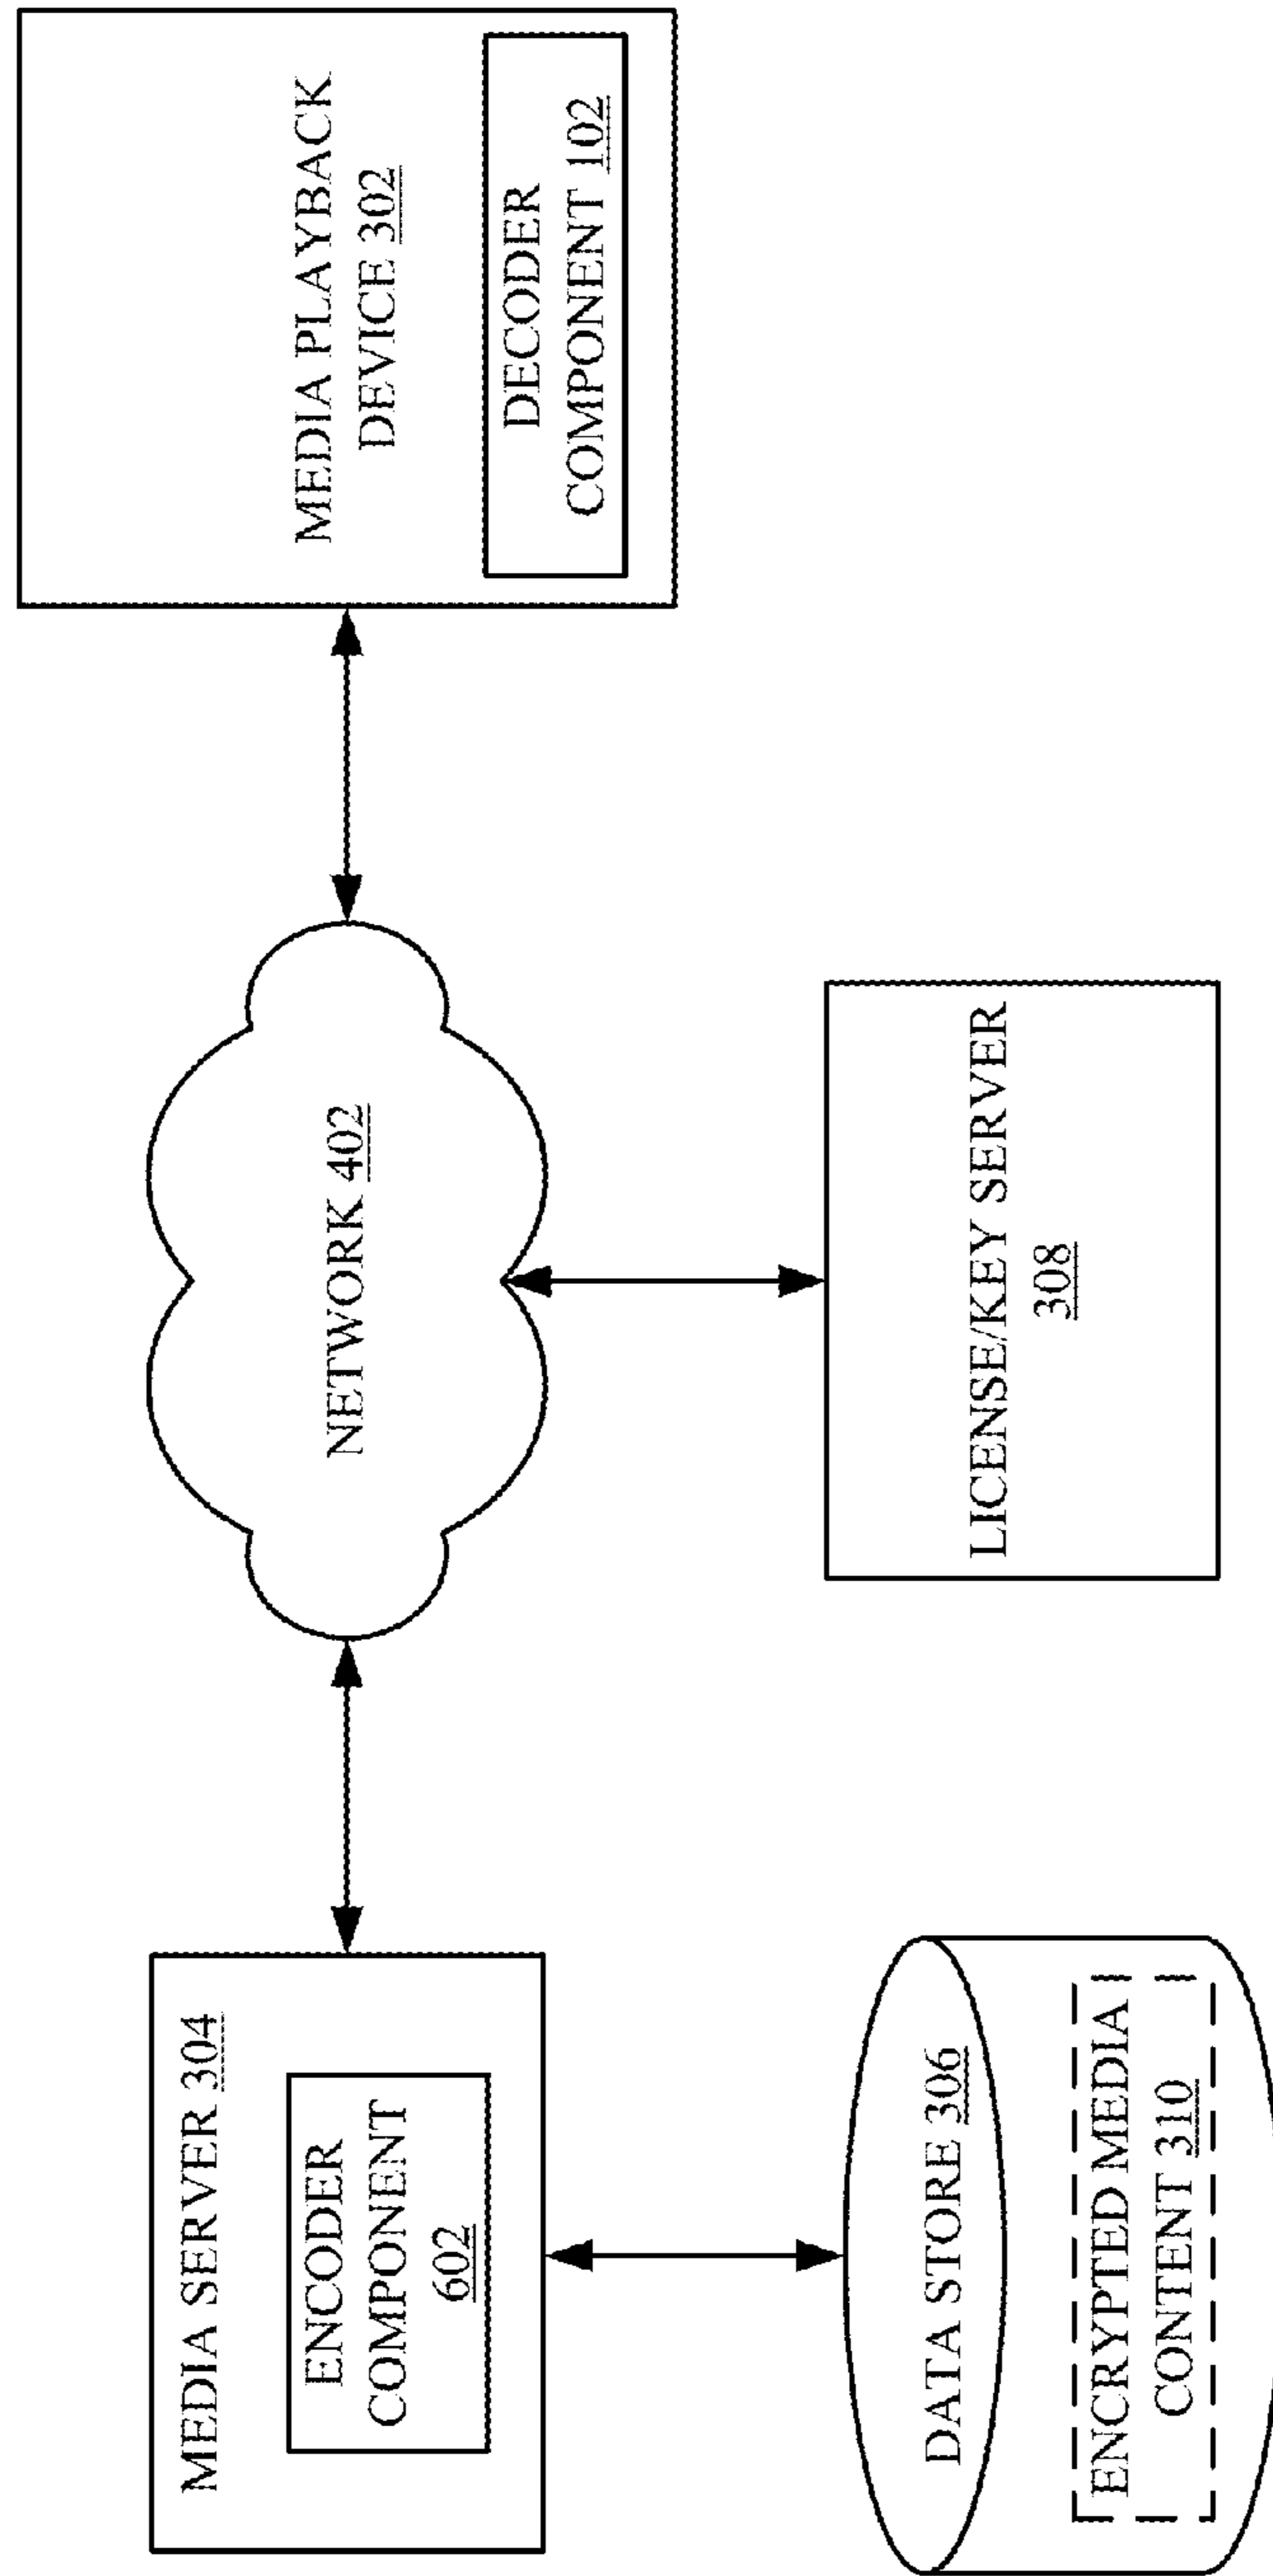 MEDIA SERVER 304
ENCODER
COMPONENT
602
DATA STORE 306
ENCRYPTED MEDIA
CONTENT 310
NETWORK 402
LICENSE/KEY SERVER
308
MEDIA PLAYBACK
DEVICE 302
DECODER
COMPONENT 102